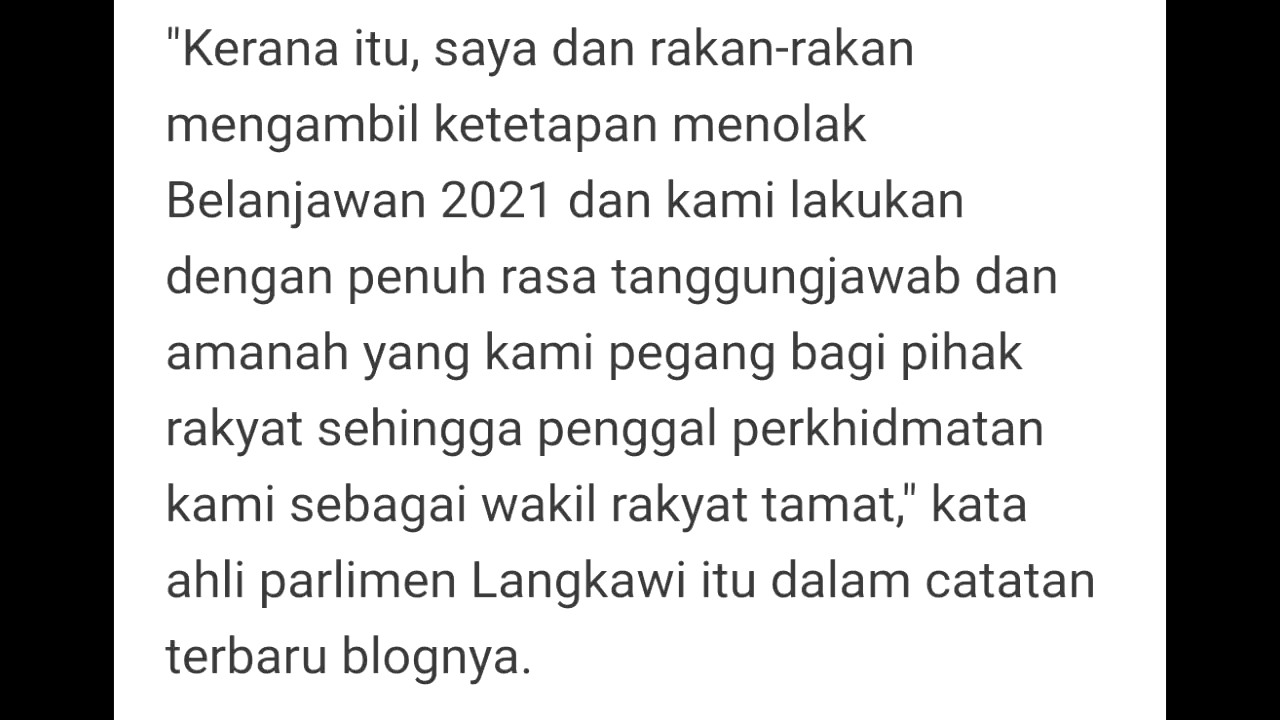 "Kerana itu, saya dan rakan-rakan
mengambil ketetapan menolak
Belanjawan 2021 dan kami lakukan
dengan penuh rasa tanggungjawab dan
amanah yang kami pegang bagi pihak
rakyat sehingga penggal perkhidmatan
kami sebagai wakil rakyat tamat," kata
ahli parlimen Langkawi itu dalam catatan
terbaru blognya.